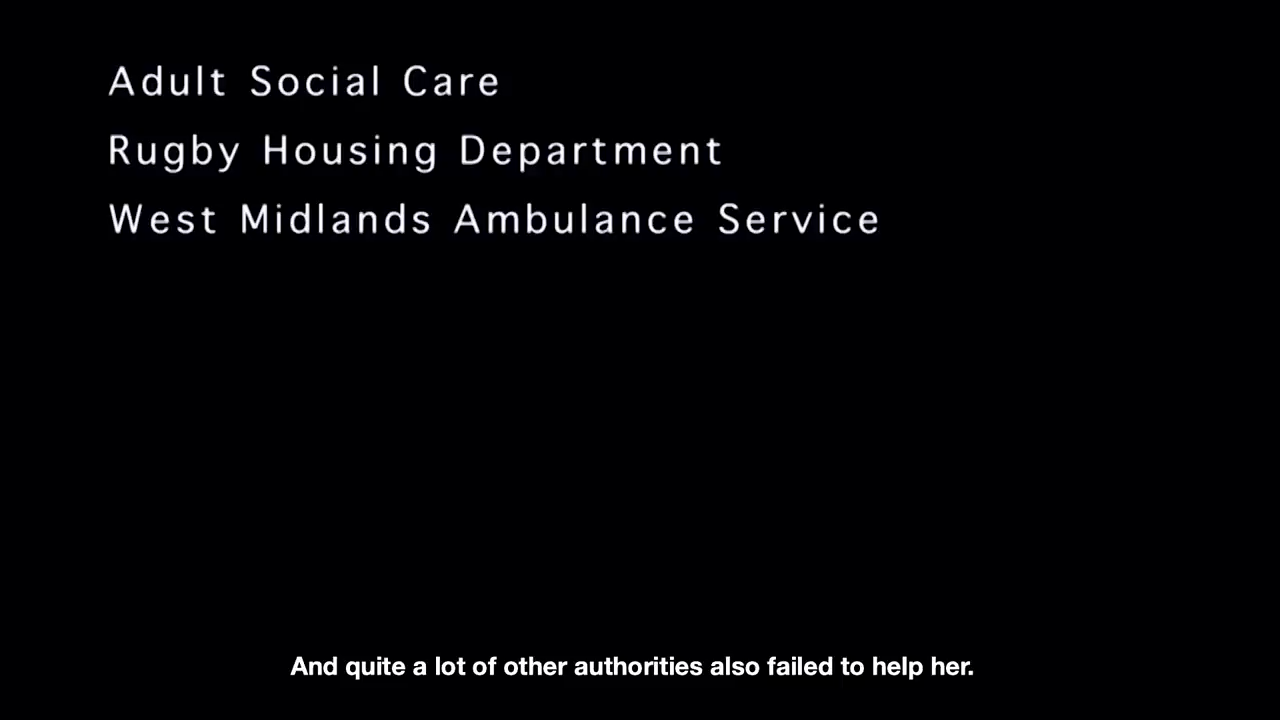 Adult Social Care
Rugby Housing Department
West Midlands Ambulance Service
And quite a lot of other authorities also failed to help her.